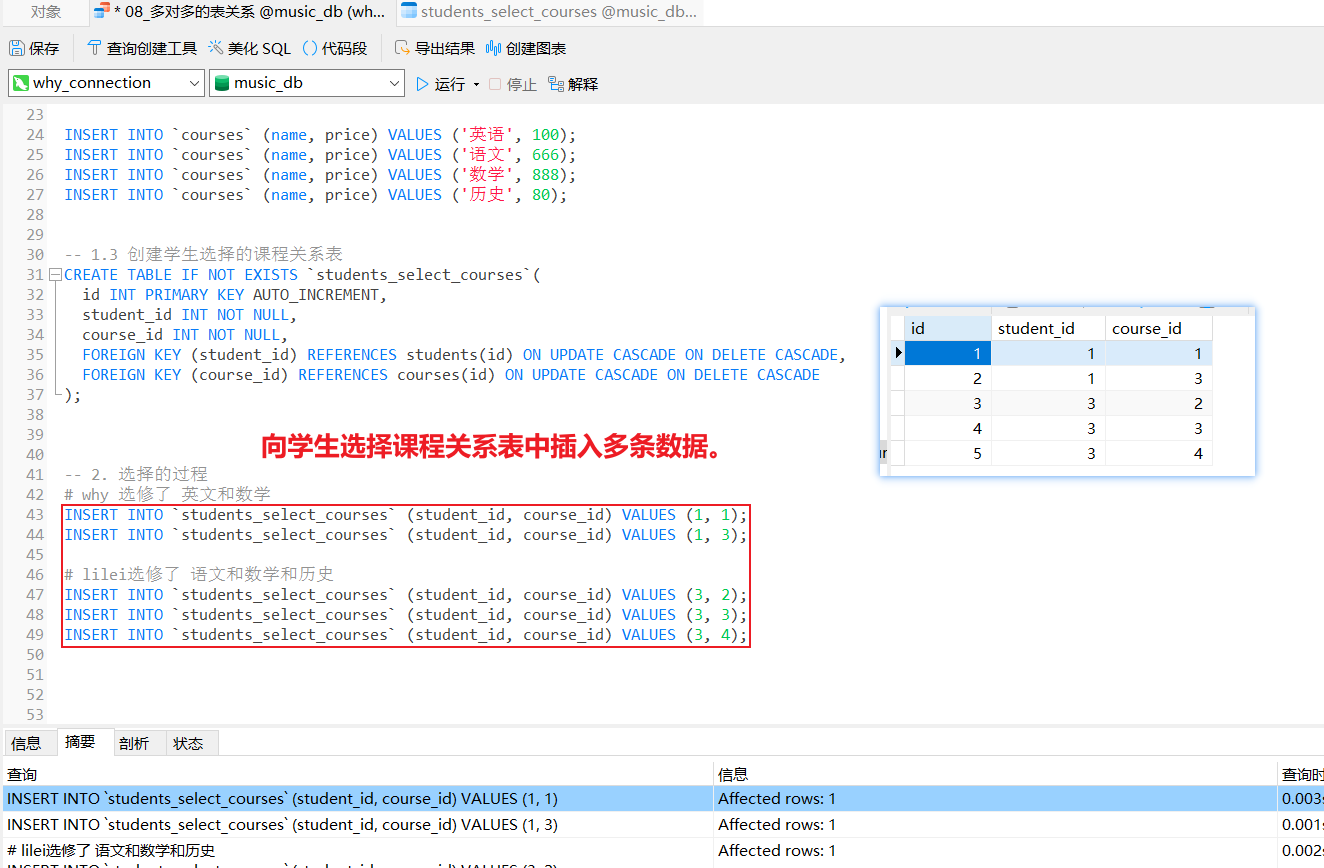 对象
* 08_多对多的表关系 @music_db (wh...
students_select_courses @music_db...
保存 查询创建工具 美化 SQL () 代码段 导出结果 创建图表
why_connection music_db 运行 停止 解释
23
24 INSERT INTO `courses` (name, price) VALUES ('英语', 100);
25 INSERT INTO `courses` (name, price) VALUES ('语文', 666);
26 INSERT INTO `courses` (name, price) VALUES ('数学', 888);
27 INSERT INTO `courses` (name, price) VALUES ('历史', 80);
28
29
30 -- 1.3 创建学生选择的课程关系表
31 CREATE TABLE IF NOT EXISTS `students_select_courses`(
32 id INT PRIMARY KEY AUTO_INCREMENT,
33 student_id INT NOT NULL,
34 course_id INT NOT NULL,
35 FOREIGN KEY (student_id) REFERENCES students(id) ON UPDATE CASCADE ON DELETE CASCADE,
36 FOREIGN KEY (course_id) REFERENCES courses(id) ON UPDATE CASCADE ON DELETE CASCADE
37 );
38
39
向学生选择课程关系表中插入多条数据。
40
41 -- 2. 选择的过程
42 # why 选修了 英文和数学
43 INSERT INTO `students_select_courses` (student_id, course_id) VALUES (1, 1);
44 INSERT INTO `students_select_courses` (student_id, course_id) VALUES (1, 3);
45
46 # lilei选修了 语文和数学和历史
47 INSERT INTO `students_select_courses` (student_id, course_id) VALUES (3, 2);
48 INSERT INTO `students_select_courses` (student_id, course_id) VALUES (3, 3);
49 INSERT INTO `students_select_courses` (student_id, course_id) VALUES (3, 4);
50
51
52
53
id student_id course_id
1 1 1
2 1 3
3 3 2
4 3 3
5 3 4
信息 摘要 剖析 状态
查询 信息 查询时
INSERT INTO `students_select_courses` (student_id, course_id) VALUES (1, 1) Affected rows: 1 0.003s
INSERT INTO `students_select_courses` (student_id, course_id) VALUES (1, 3) Affected rows: 1 0.001s
# lilei选修了 语文和数学和历史 Affected rows: 1 0.002s